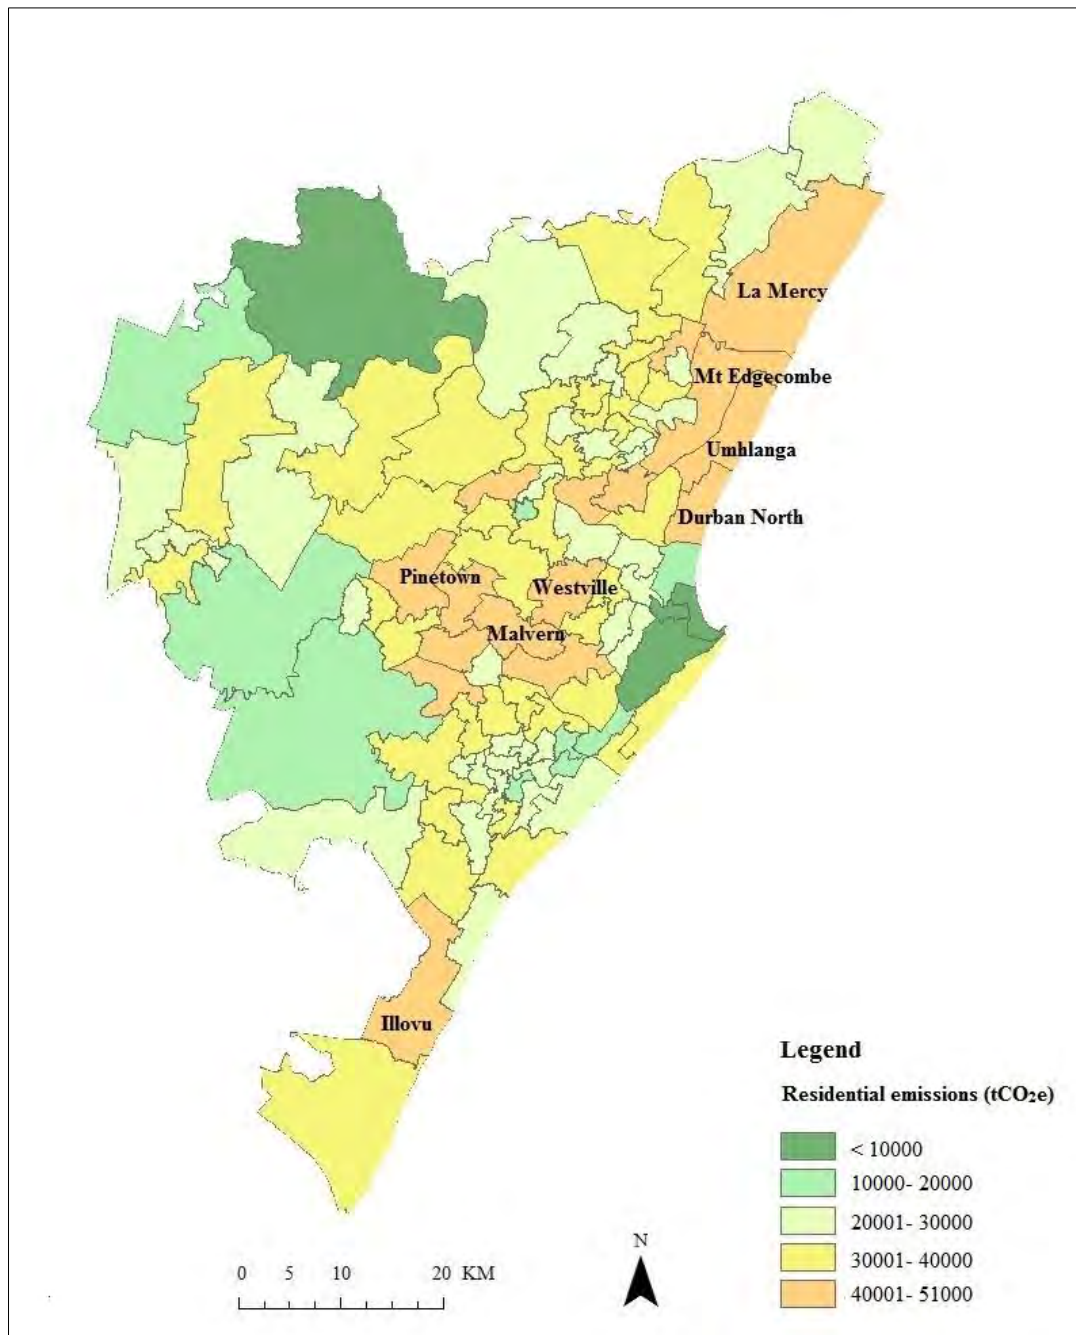 La Mercy
Mt Edgecombe
Umhlanga
Durban North
Pinetown
Westville
Malvern
Illovu
Legend
Residential emissions (tCO₂e)
< 10000
10000- 20000
20001- 30000
30001- 40000
40001- 51000
N
0 5 10 20 KM